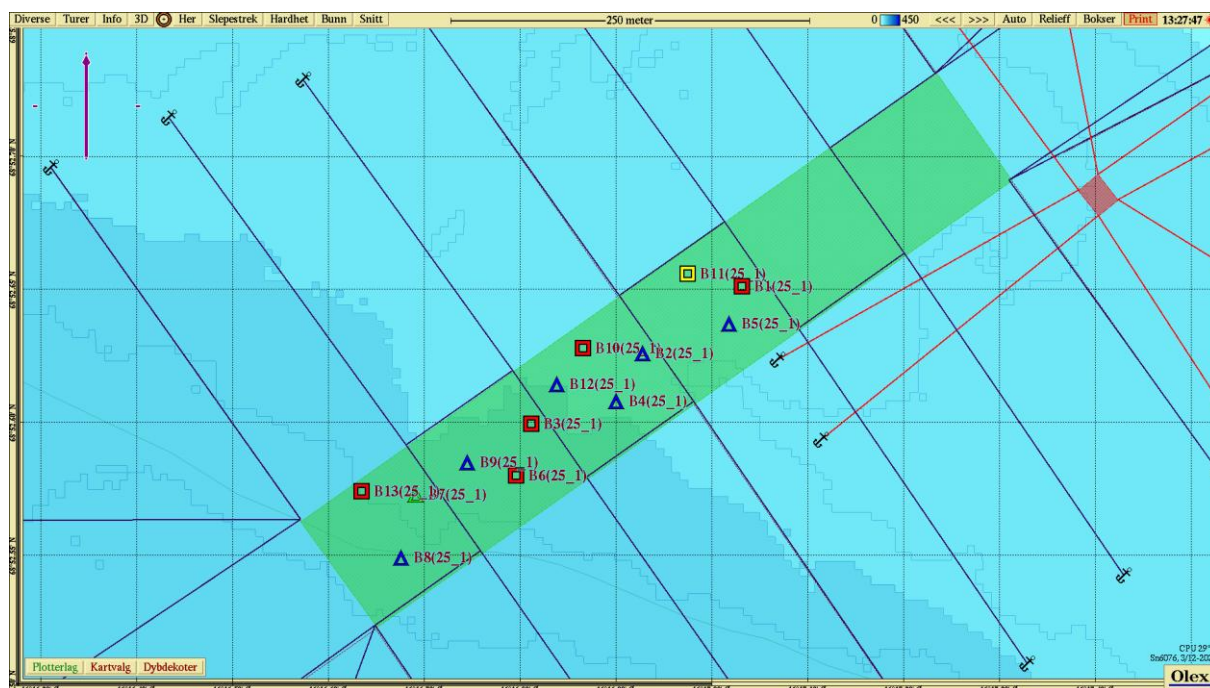 Diverse Turer Info 3D Her Slepestrek Hardhet Bunn Snitt 250 meter 0 450 <<< >>> Auto Relieff Bokser Print 13:27:47
B11(25_1)
B1(25_1)
B5(25_1)
B10(25_1)
B2(25_1)
B12(25_1)
B4(25_1)
B3(25_1)
B9(25_1)
B6(25_1)
B13(25_1)
B7(25_1)
B8(25_1)
CPU 29°
Plotterlag Kartvalg Dybdekoter
Olex